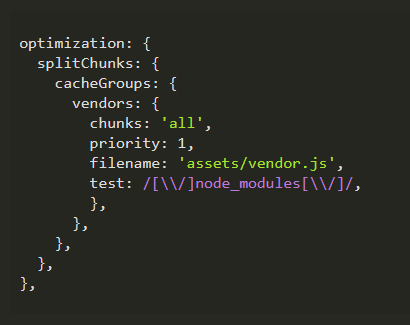 optimization: {
splitChunks: {
cacheGroups: {
vendors: {
chunks: 'all',
priority: 1,
filename: 'assets/vendor.js',
test: /[\\/]node_modules[\\/]/,
},
},
},
},
},